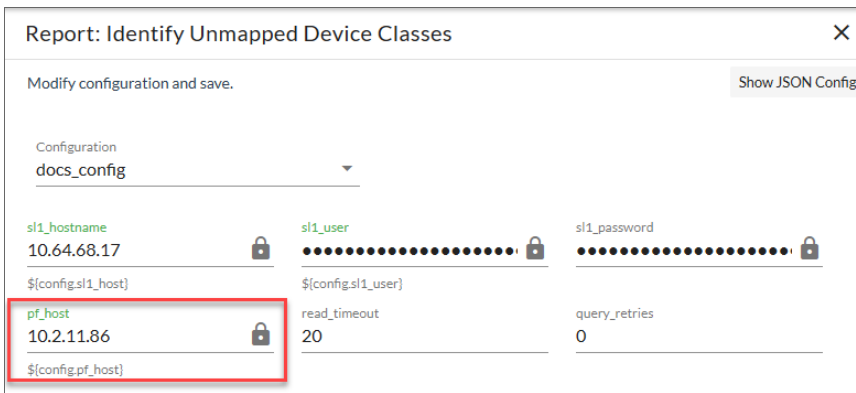 Report: Identify Unmapped Device Classes
Modify configuration and save.
Show JSON Config
Configuration
docs_config
sl1_hostname
sl1_user
sl1_password
10.64.68.17
${config.sl1_host}
${config.sl1_user}
pf_host
read_timeout
query_retries
10.2.11.86
20
0
${config.pf_host}